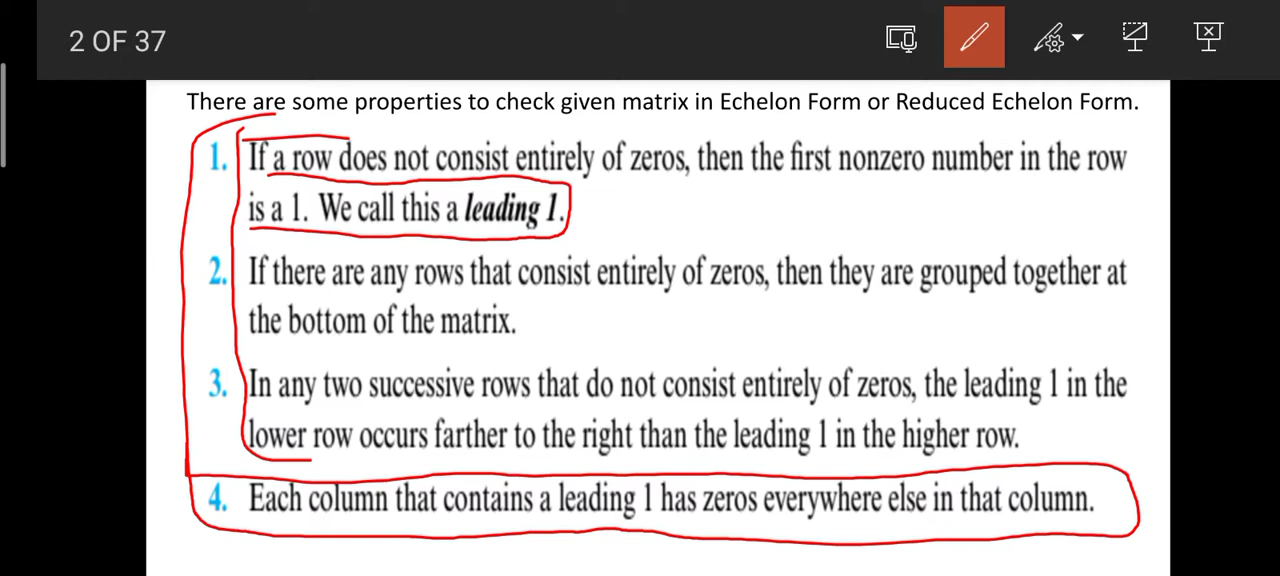 2 OF 37
There are some properties to check given matrix in Echelon Form or Reduced Echelon Form.
1. If a row does not consist entirely of zeros, then the first nonzero number in the row
is a 1. We call this a leading 1.
2. If there are any rows that consist entirely of zeros, then they are grouped together at
the bottom of the matrix.
3. In any two successive rows that do not consist entirely of zeros, the leading 1 in the
lower row occurs farther to the right than the leading 1 in the higher row.
4. Each column that contains a leading 1 has zeros everywhere else in that column.